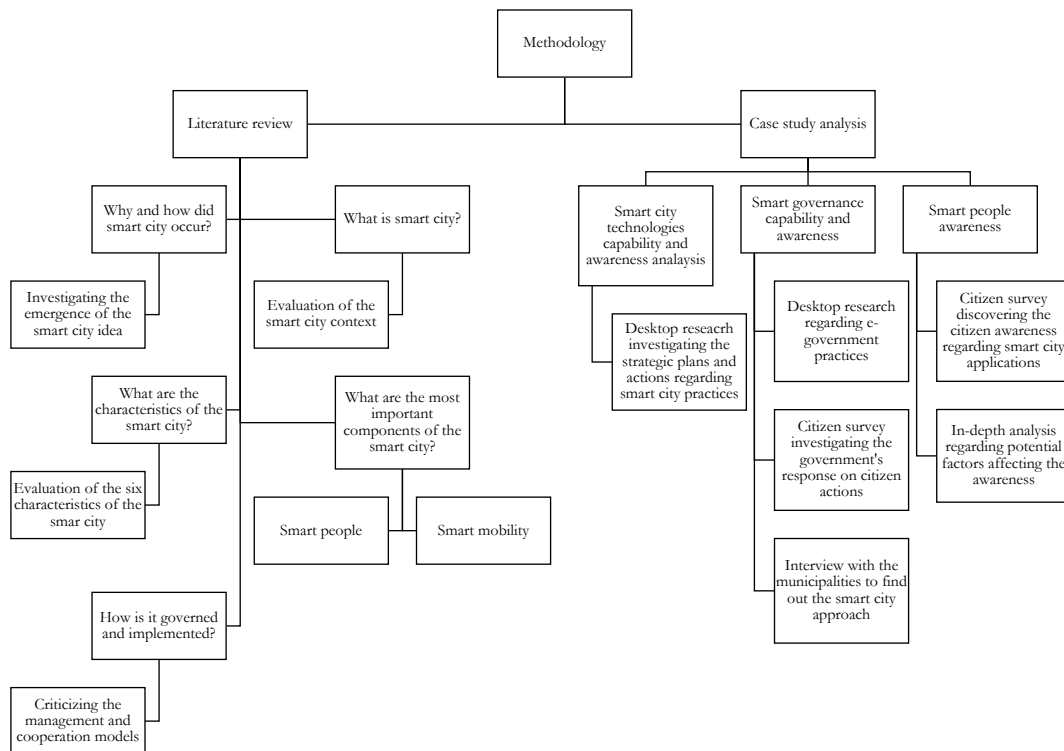 Methodology
Literature review
Case study analysis
Why and how did
smart city occur?
What is smart city?
Investigating the
emergence of the
smart city idea
Evaluation of the
smart city context
What are the
characteristics of the
smart city?
What are the most
important
components of the
smart city?
Evaluation of the six
characteristics of the
smar city
Smart people
Smart mobility
How is it governed
and implemented?
Criticizing the
management and
cooperation models
Smart city
technologies
capability and
awareness analaysis
Smart governance
capability and
awareness
Smart people
awareness
Desktop reseacrh
investigating the
strategic plans and
actions regarding
smart city practices
Desktop research
regarding e-
government
practices
Citizen survey
discovering the
citizen awareness
regarding smart city
applications
Citizen survey
investigating the
government's
response on citizen
actions
In-depth analysis
regarding potential
factors affecting the
awareness
Interview with the
municipalities to find
out the smart city
approach